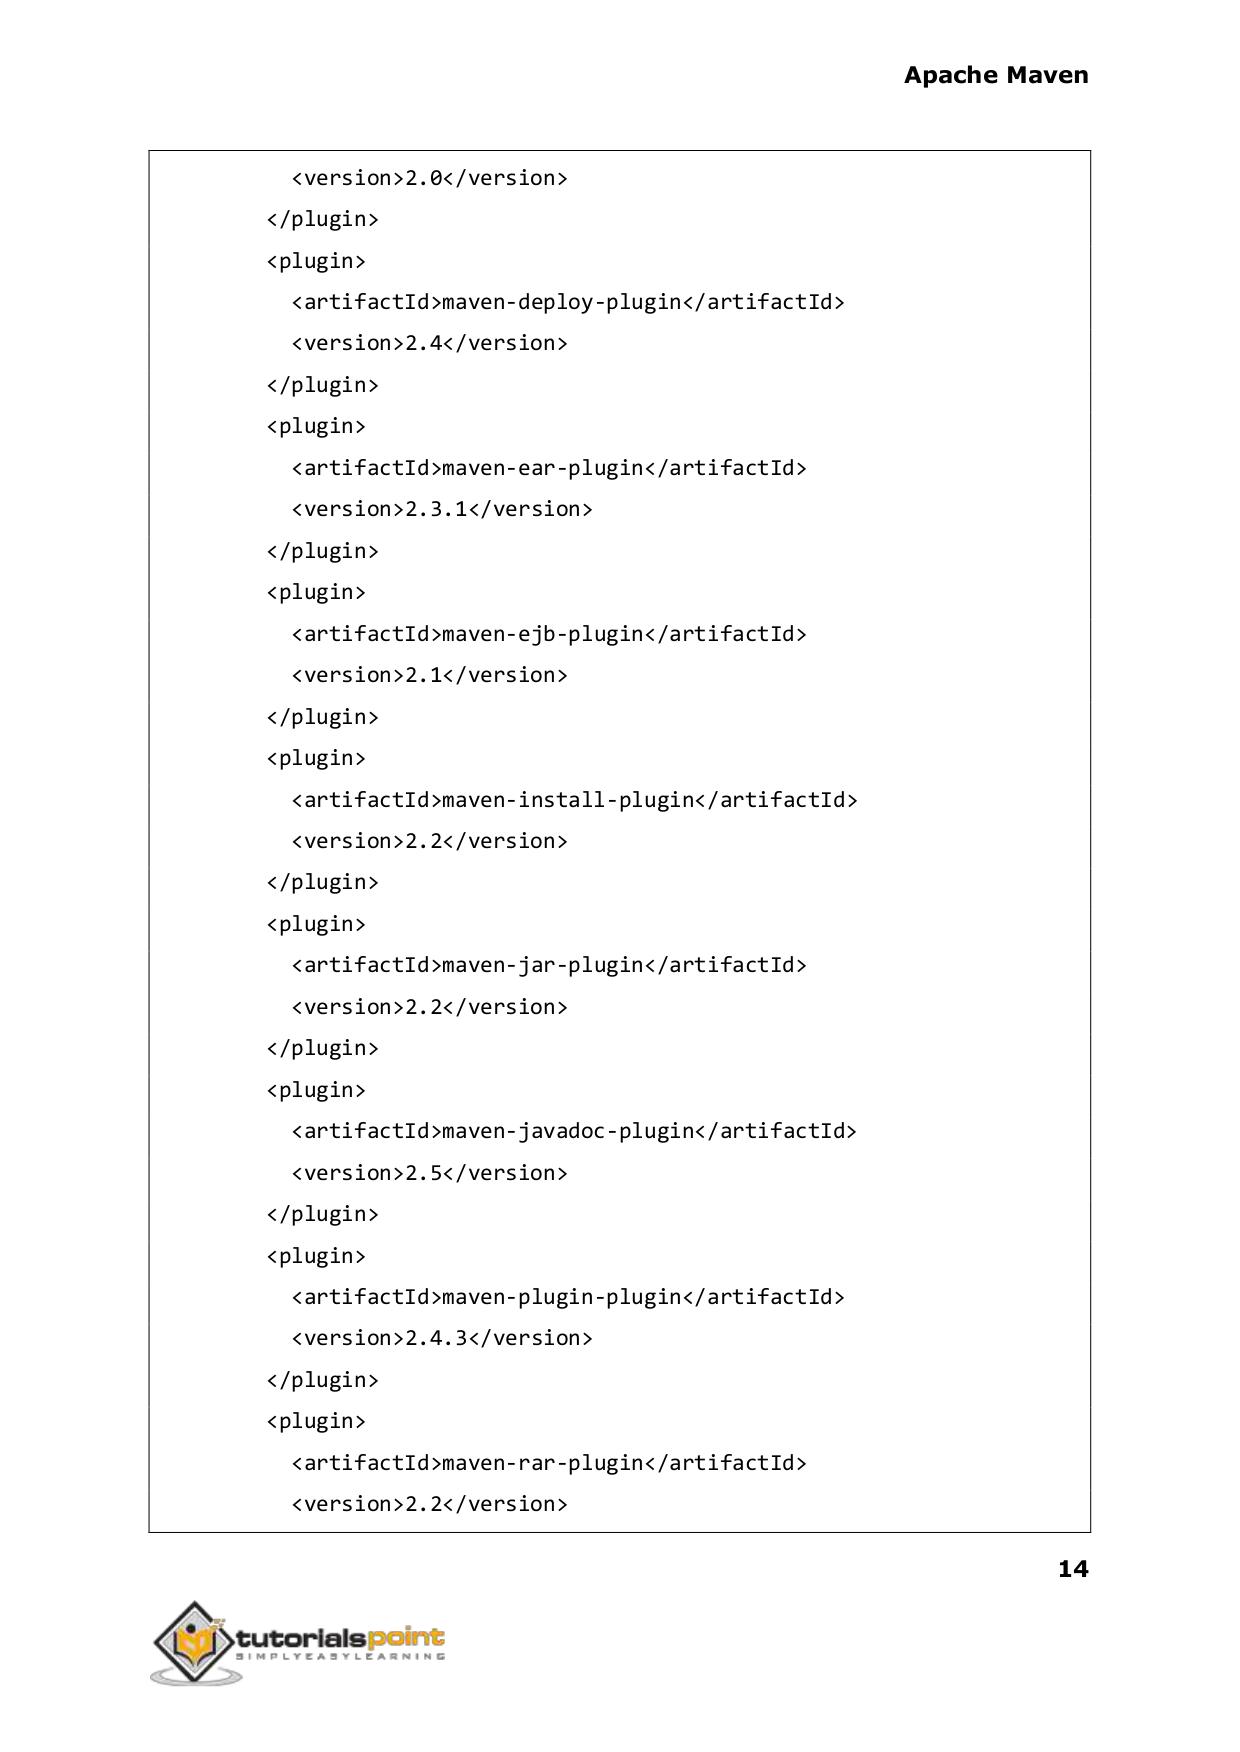 Apache Maven
<version>2.0</version>
</plugin>
<plugin>
<artifactId>maven-deploy-plugin</artifactId>
<version>2.4</version>
</plugin>
<plugin>
<artifactId>maven-ear-plugin</artifactId>
<version>2.3.1</version>
</plugin>
<plugin>
<artifactId>maven-ejb-plugin</artifactId>
<version>2.1</version>
</plugin>
<plugin>
<artifactId>maven-install-plugin</artifactId>
<version>2.2</version>
</plugin>
<plugin>
<artifactId>maven-jar-plugin</artifactId>
<version>2.2</version>
</plugin>
<plugin>
<artifactId>maven-javadoc-plugin</artifactId>
<version>2.5</version>
</plugin>
<plugin>
<artifactId>maven-plugin-plugin</artifactId>
<version>2.4.3</version>
</plugin>
<plugin>
<artifactId>maven-rar-plugin</artifactId>
<version>2.2</version>
14
tutorialspoint
SIMPLYEASYLEARNING